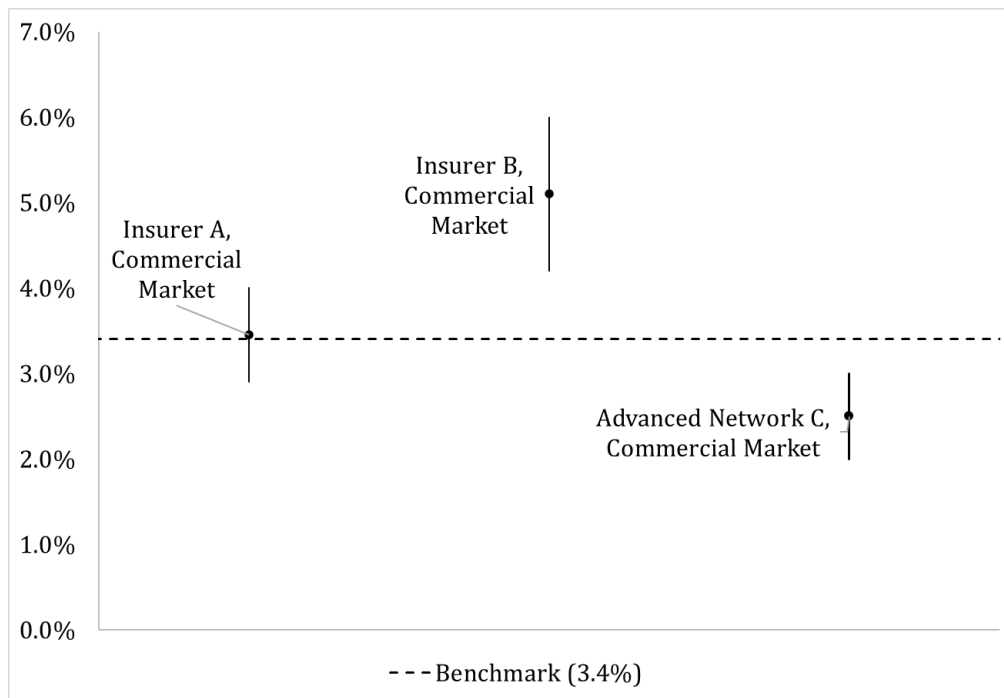 7.0%
6.0%
5.0%
4.0%
3.0%
2.0%
1.0%
0.0%
Insurer A,
Commercial
Market
Insurer B,
Commercial
Market
Advanced Network C,
Commercial Market
Benchmark (3.4%)